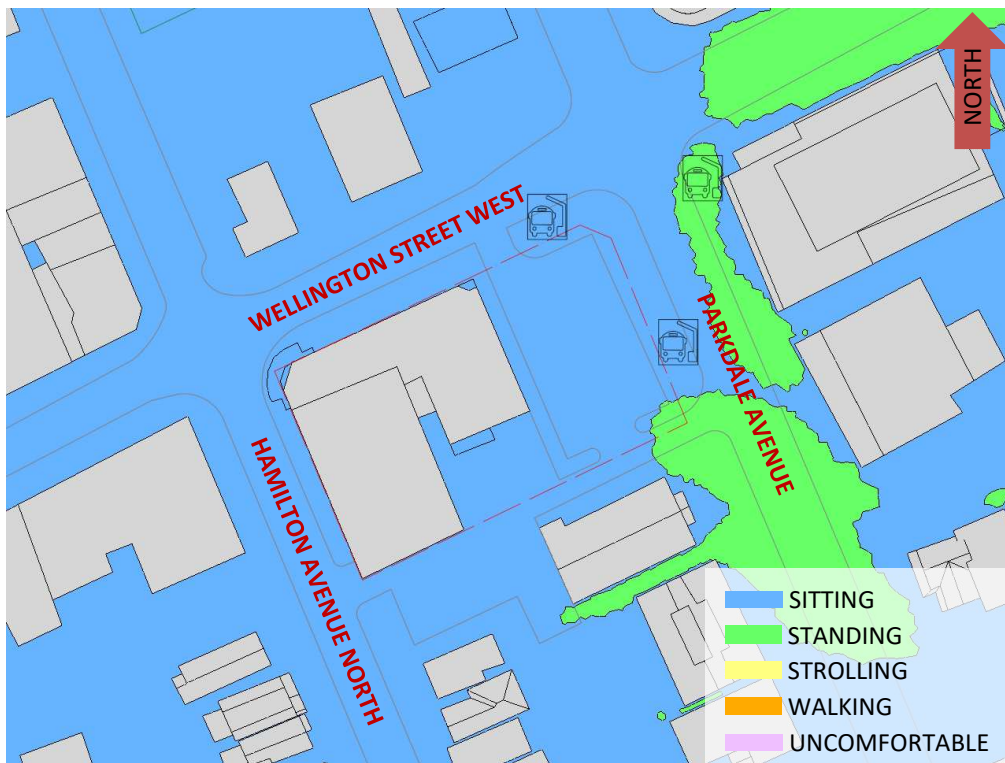 NORTH
WELLINGTON STREET WEST
PARKDALE AVENUE
HAMILTON AVENUE NORTH
SITTING
STANDING
STROLLING
WALKING
UNCOMFORTABLE